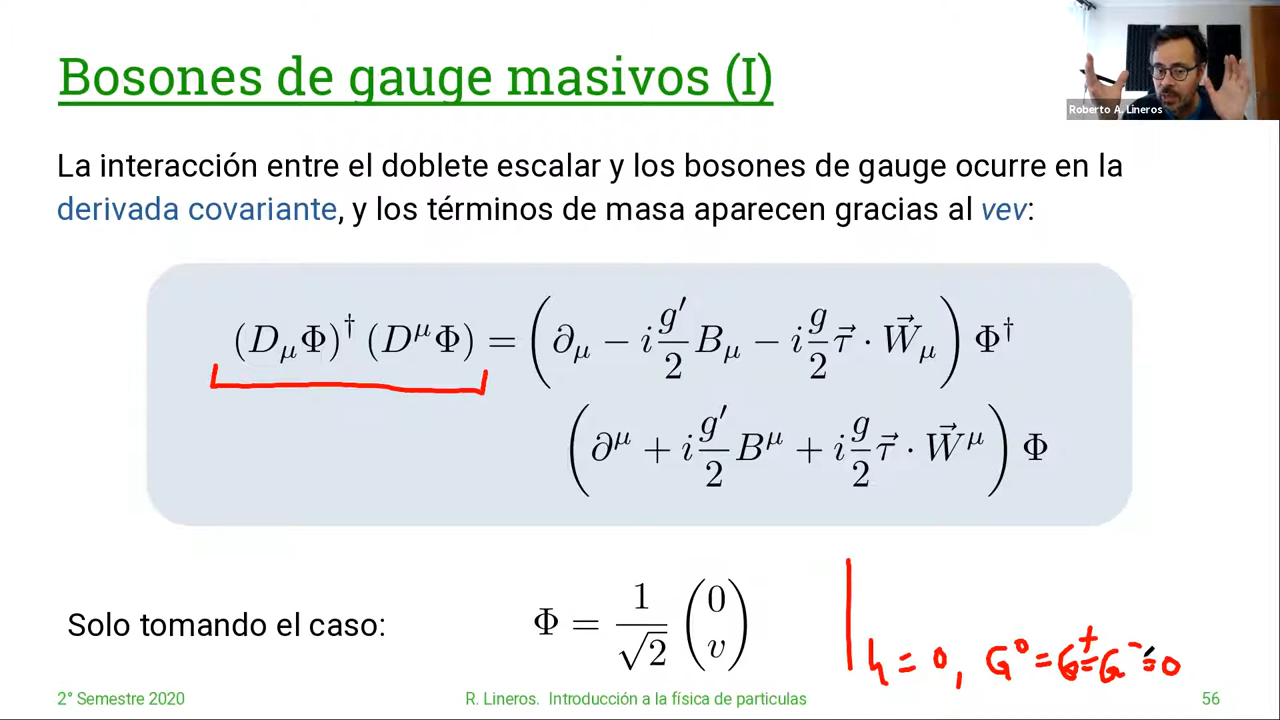 Bosones de gauge masivos (I)
Roberto A. Lineros
La interacción entre el doblete escalar y los bosones de gauge ocurre en la
derivada covariante, y los términos de masa aparecen gracias al vev:
(D_μΦ)^† (D^μΦ) = (∂_μ − i g′/2 B_μ − i g/2 τ⃗ · W⃗_μ) Φ^†
(∂^μ + i g′/2 B^μ + i g/2 τ⃗ · W⃗^μ) Φ
Solo tomando el caso: Φ = 1/√2 (0 v)
h = 0, G⁰ = G⁺ = G⁻ = 0
2° Semestre 2020 R. Lineros. Introducción a la física de particulas 56